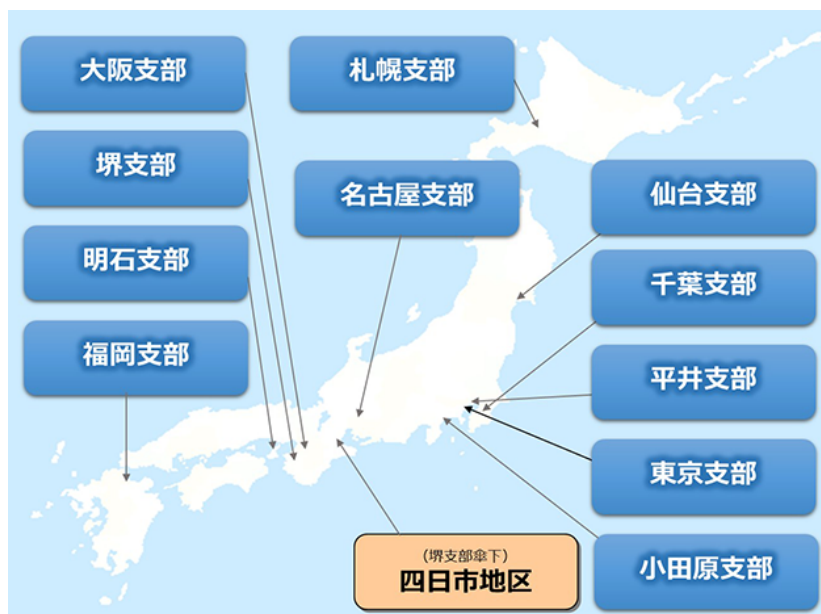 大阪支部
札幌支部
堺支部
名古屋支部
仙台支部
明石支部
千葉支部
福岡支部
平井支部
東京支部
(堺支部傘下)
四日市地区
小田原支部